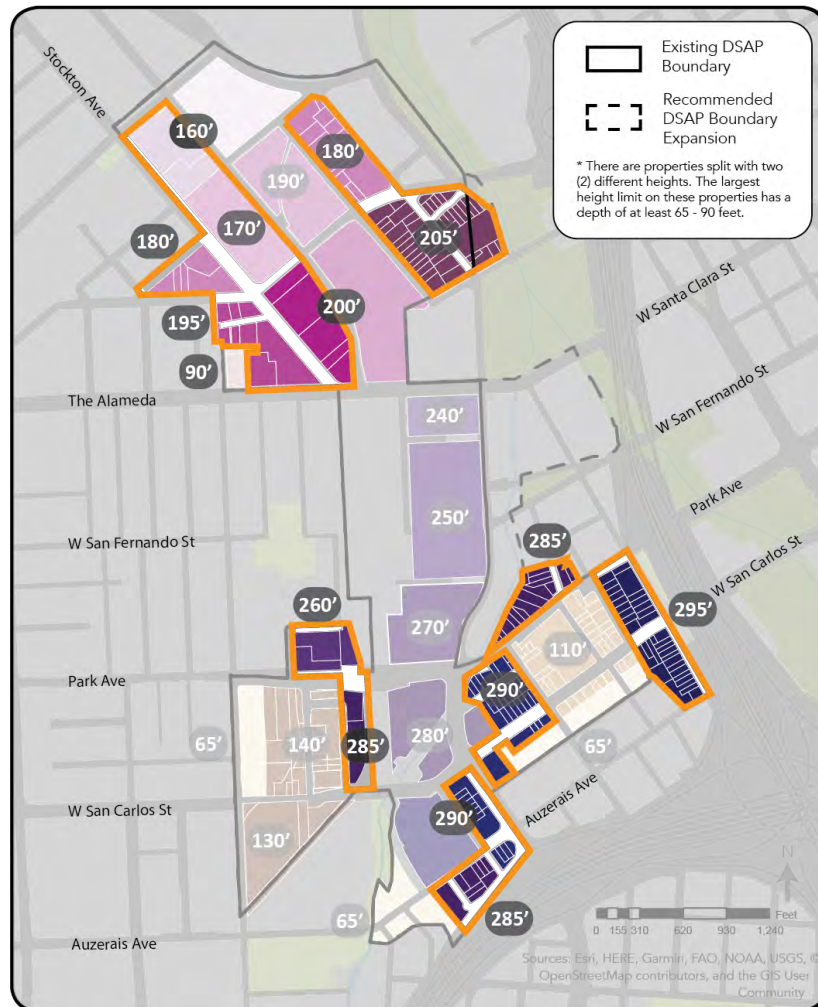 Existing DSAP
Boundary
Recommended
DSAP Boundary
Expansion
* There are properties split with two
(2) different heights. The largest
height limit on these properties has a
depth of at least 65 - 90 feet.
Stockton Ave
160’
180’
190’
170’
205’
180’
200’
195’
90’
W Santa Clara St
The Alameda
240’
W San Fernando St
250’
Park Ave
W San Fernando St
285’
W San Carlos St
260’
270’
295’
110’
Park Ave
290’
65’
140’
285’
280’
65’
W San Carlos St
290’
Auzerais Ave
130’
65’
285’
Auzerais Ave
N
Feet
0 155 310 620 930 1,240
Sources: Esri, HERE, Garmin, FAO, NOAA, USGS, ©
OpenStreetMap contributors, and the GIS User
Community